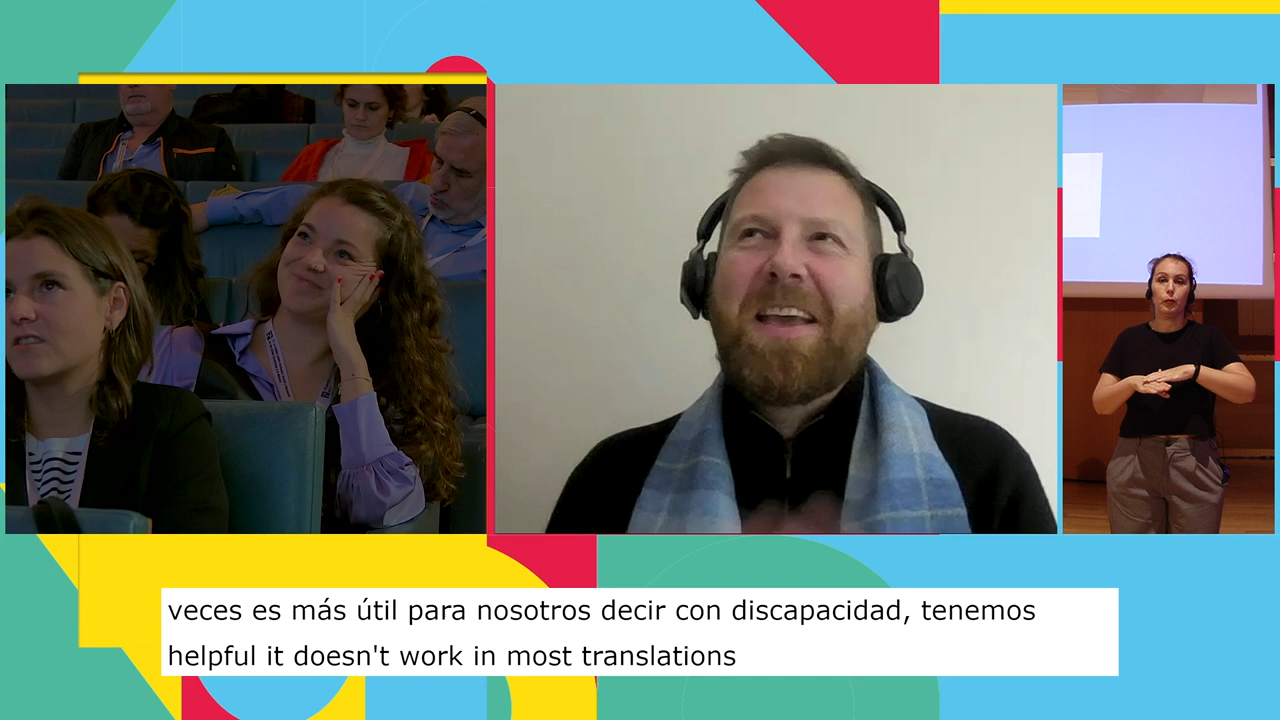 veces es más útil para nosotros decir con discapacidad, tenemos
helpful it doesn't work in most translations